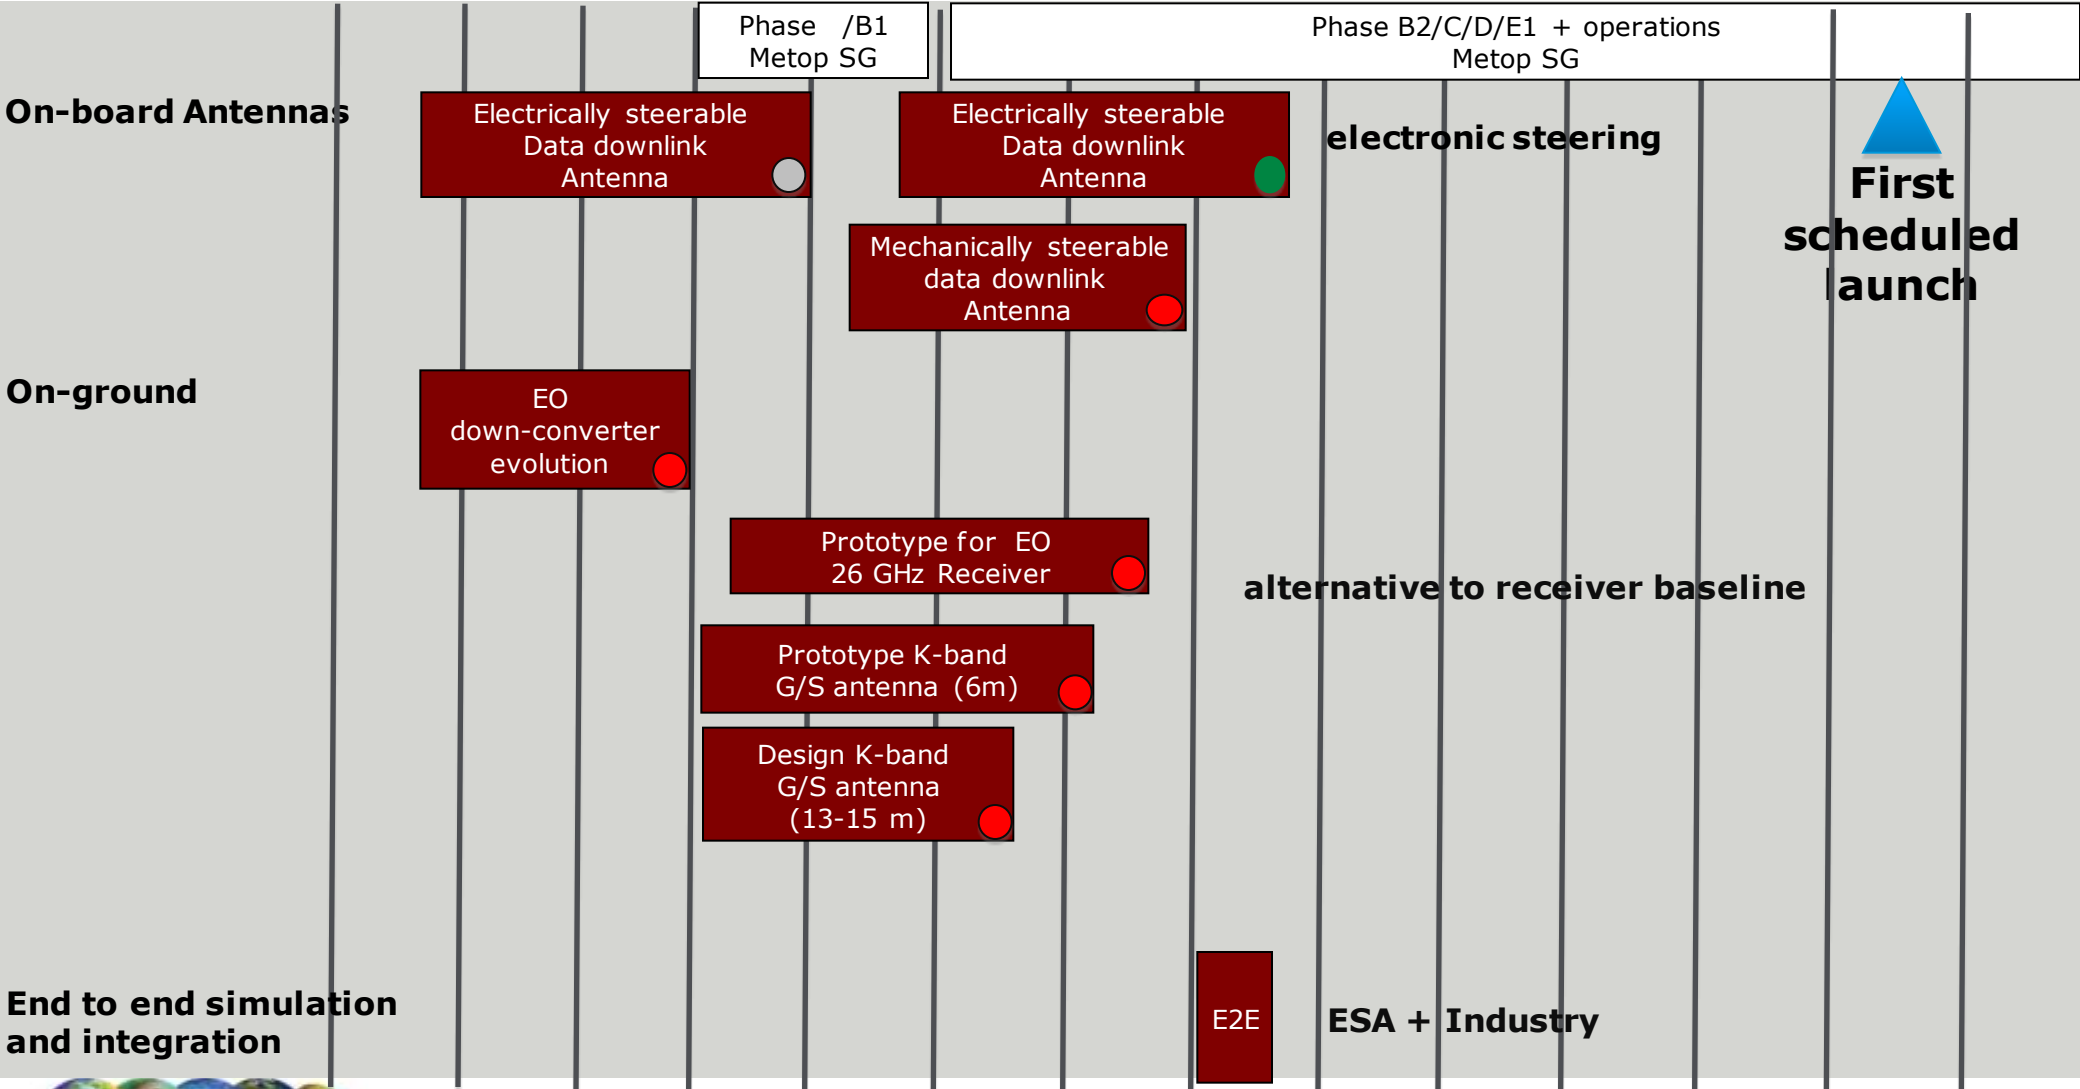 Phase /B1
Metop SG
Phase B2/C/D/E1 + operations
Metop SG
On-board Antennas
Electrically steerable
Data downlink
Antenna
Electrically steerable
Data downlink
Antenna
electronic steering
First
scheduled
launch
Mechanically steerable
data downlink
Antenna
On-ground
EO
down-converter
evolution
Prototype for EO
26 GHz Receiver
alternative to receiver baseline
Prototype K-band
G/S antenna (6m)
Design K-band
G/S antenna
(13-15 m)
End to end simulation
and integration
E2E
ESA + Industry